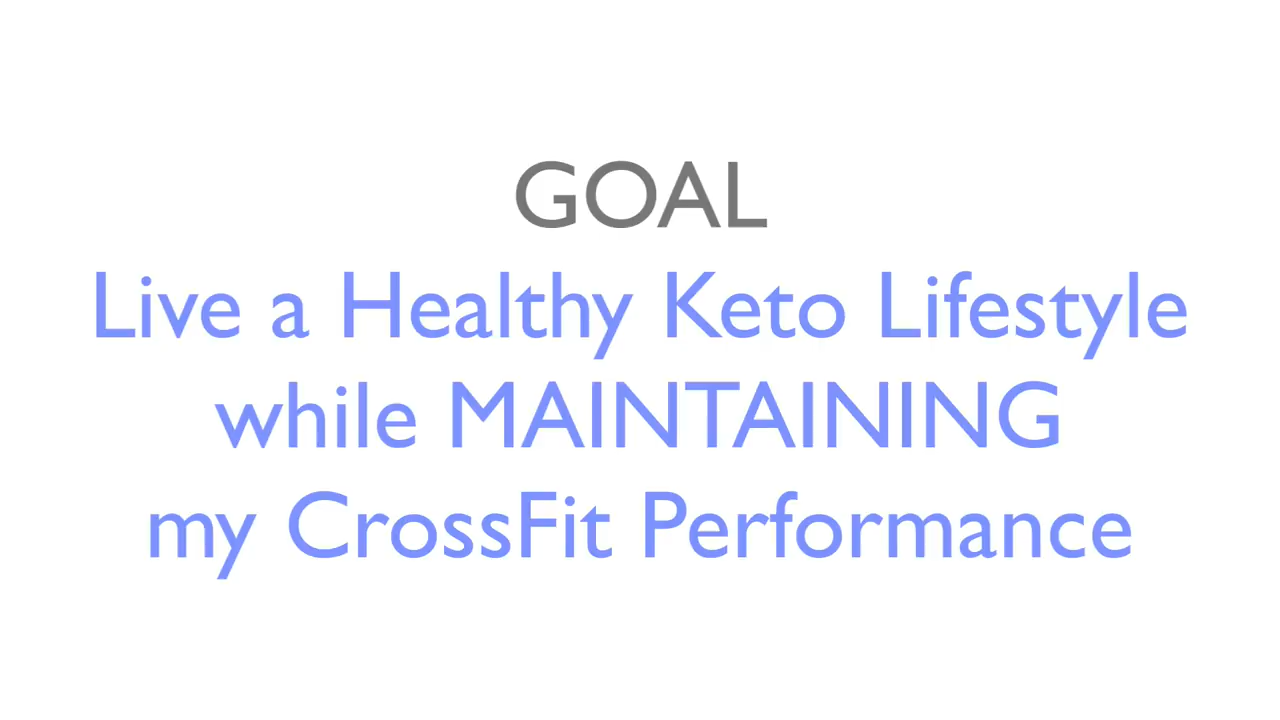 GOAL
Live a Healthy Keto Lifestyle
while MAINTAINING
my CrossFit Performance